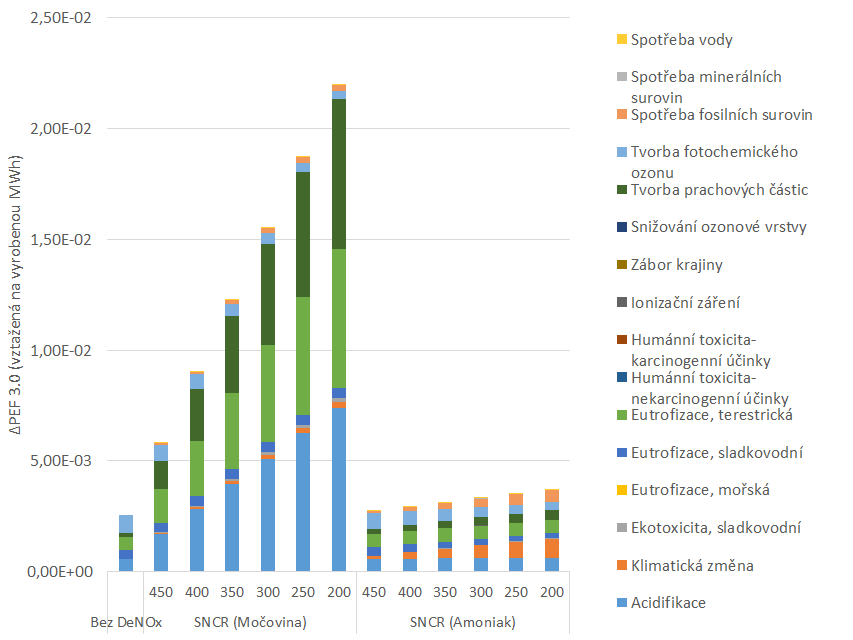 2,50E-02
2,00E-02
1,50E-02
1,00E-02
5,00E-03
0,00E+00
ΔPEF 3.0 (vztažená na vyrobenou MWh)
450 400 350 300 250 200 450 400 350 300 250 200
Bez DeNOx SNCR (Močovina) SNCR (Amoniak)
Spotřeba vody
Spotřeba minerálních
surovin
Spotřeba fosilních surovin
Tvorba fotochemického
ozonu
Tvorba prachových částic
Snižování ozonové vrstvy
Zábor krajiny
Ionizační záření
Humánní toxicita-
karcinogenní účinky
Humánní toxicita-
nekarcinogenní účinky
Eutrofizace, terestrická
Eutrofizace, sladkovodní
Eutrofizace, mořská
Ekotoxicita, sladkovodní
Klimatická změna
Acidifikace